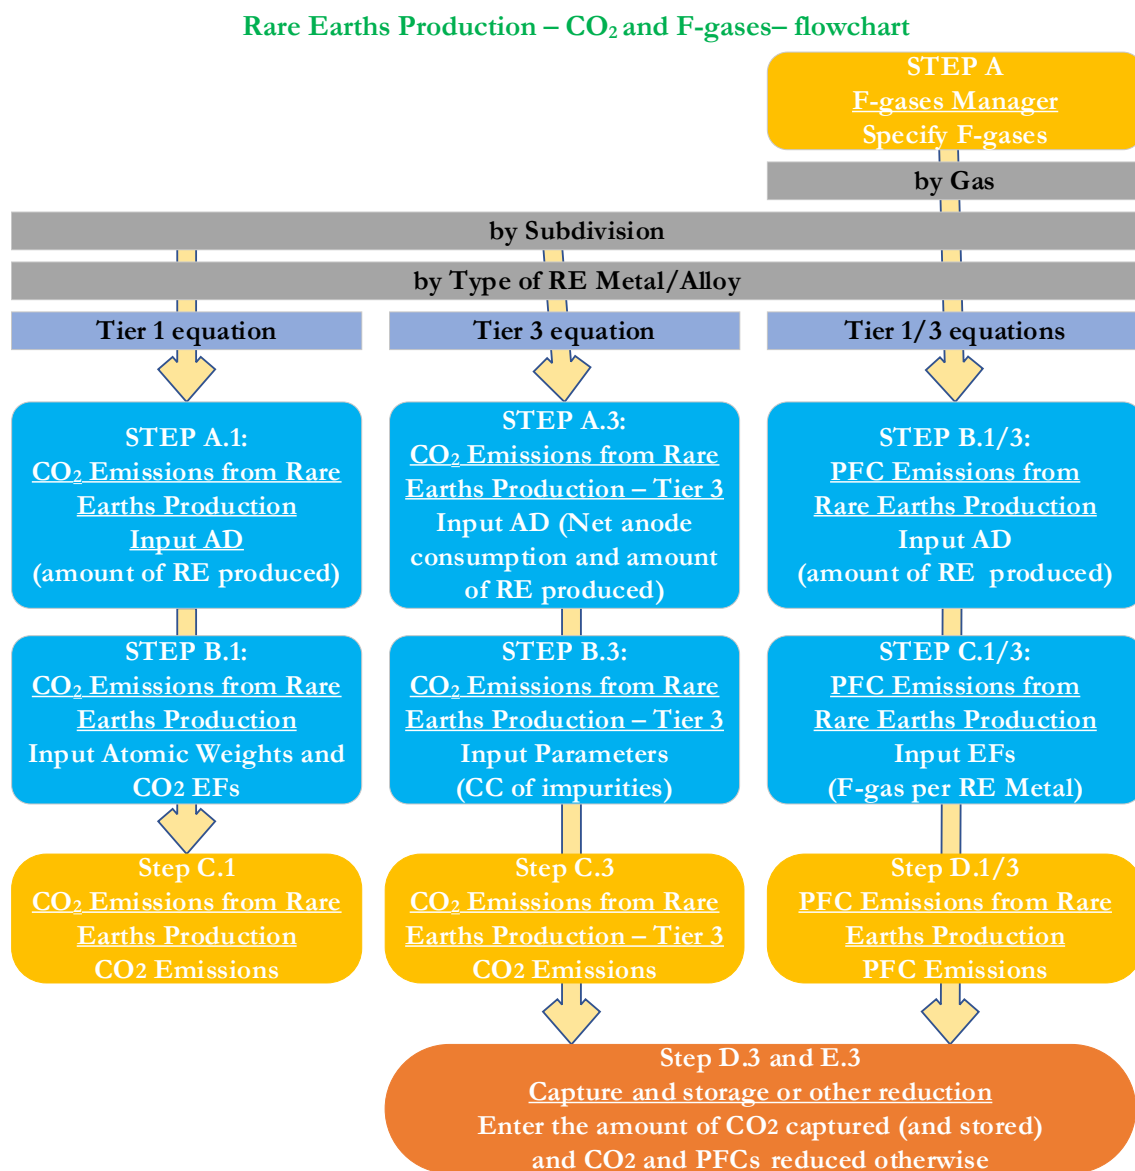 Rare Earths Production – CO₂ and F-gases– flowchart
STEP A
F-gases Manager
Specify F-gases
by Gas
by Subdivision
by Type of RE Metal/Alloy
Tier 1 equation
Tier 3 equation
Tier 1/3 equations
STEP A.1:
CO₂ Emissions from Rare
Earths Production
Input AD
(amount of RE produced)
STEP A.3:
CO₂ Emissions from Rare
Earths Production – Tier 3
Input AD (Net anode
consumption and amount
of RE produced)
STEP B.1/3:
PFC Emissions from
Rare Earths Production
Input AD
(amount of RE produced)
STEP B.1:
CO₂ Emissions from Rare
Earths Production
Input Atomic Weights and
CO2 EFs
STEP B.3:
CO₂ Emissions from Rare
Earths Production – Tier 3
Input Parameters
(CC of impurities)
STEP C.1/3:
PFC Emissions from
Rare Earths Production
Input EFs
(F-gas per RE Metal)
Step C.1
CO₂ Emissions from Rare
Earths Production
CO2 Emissions
Step C.3
CO₂ Emissions from Rare
Earths Production – Tier 3
CO2 Emissions
Step D.1/3
PFC Emissions from Rare
Earths Production
PFC Emissions
Step D.3 and E.3
Capture and storage or other reduction
Enter the amount of CO2 captured (and stored)
and CO2 and PFCs reduced otherwise